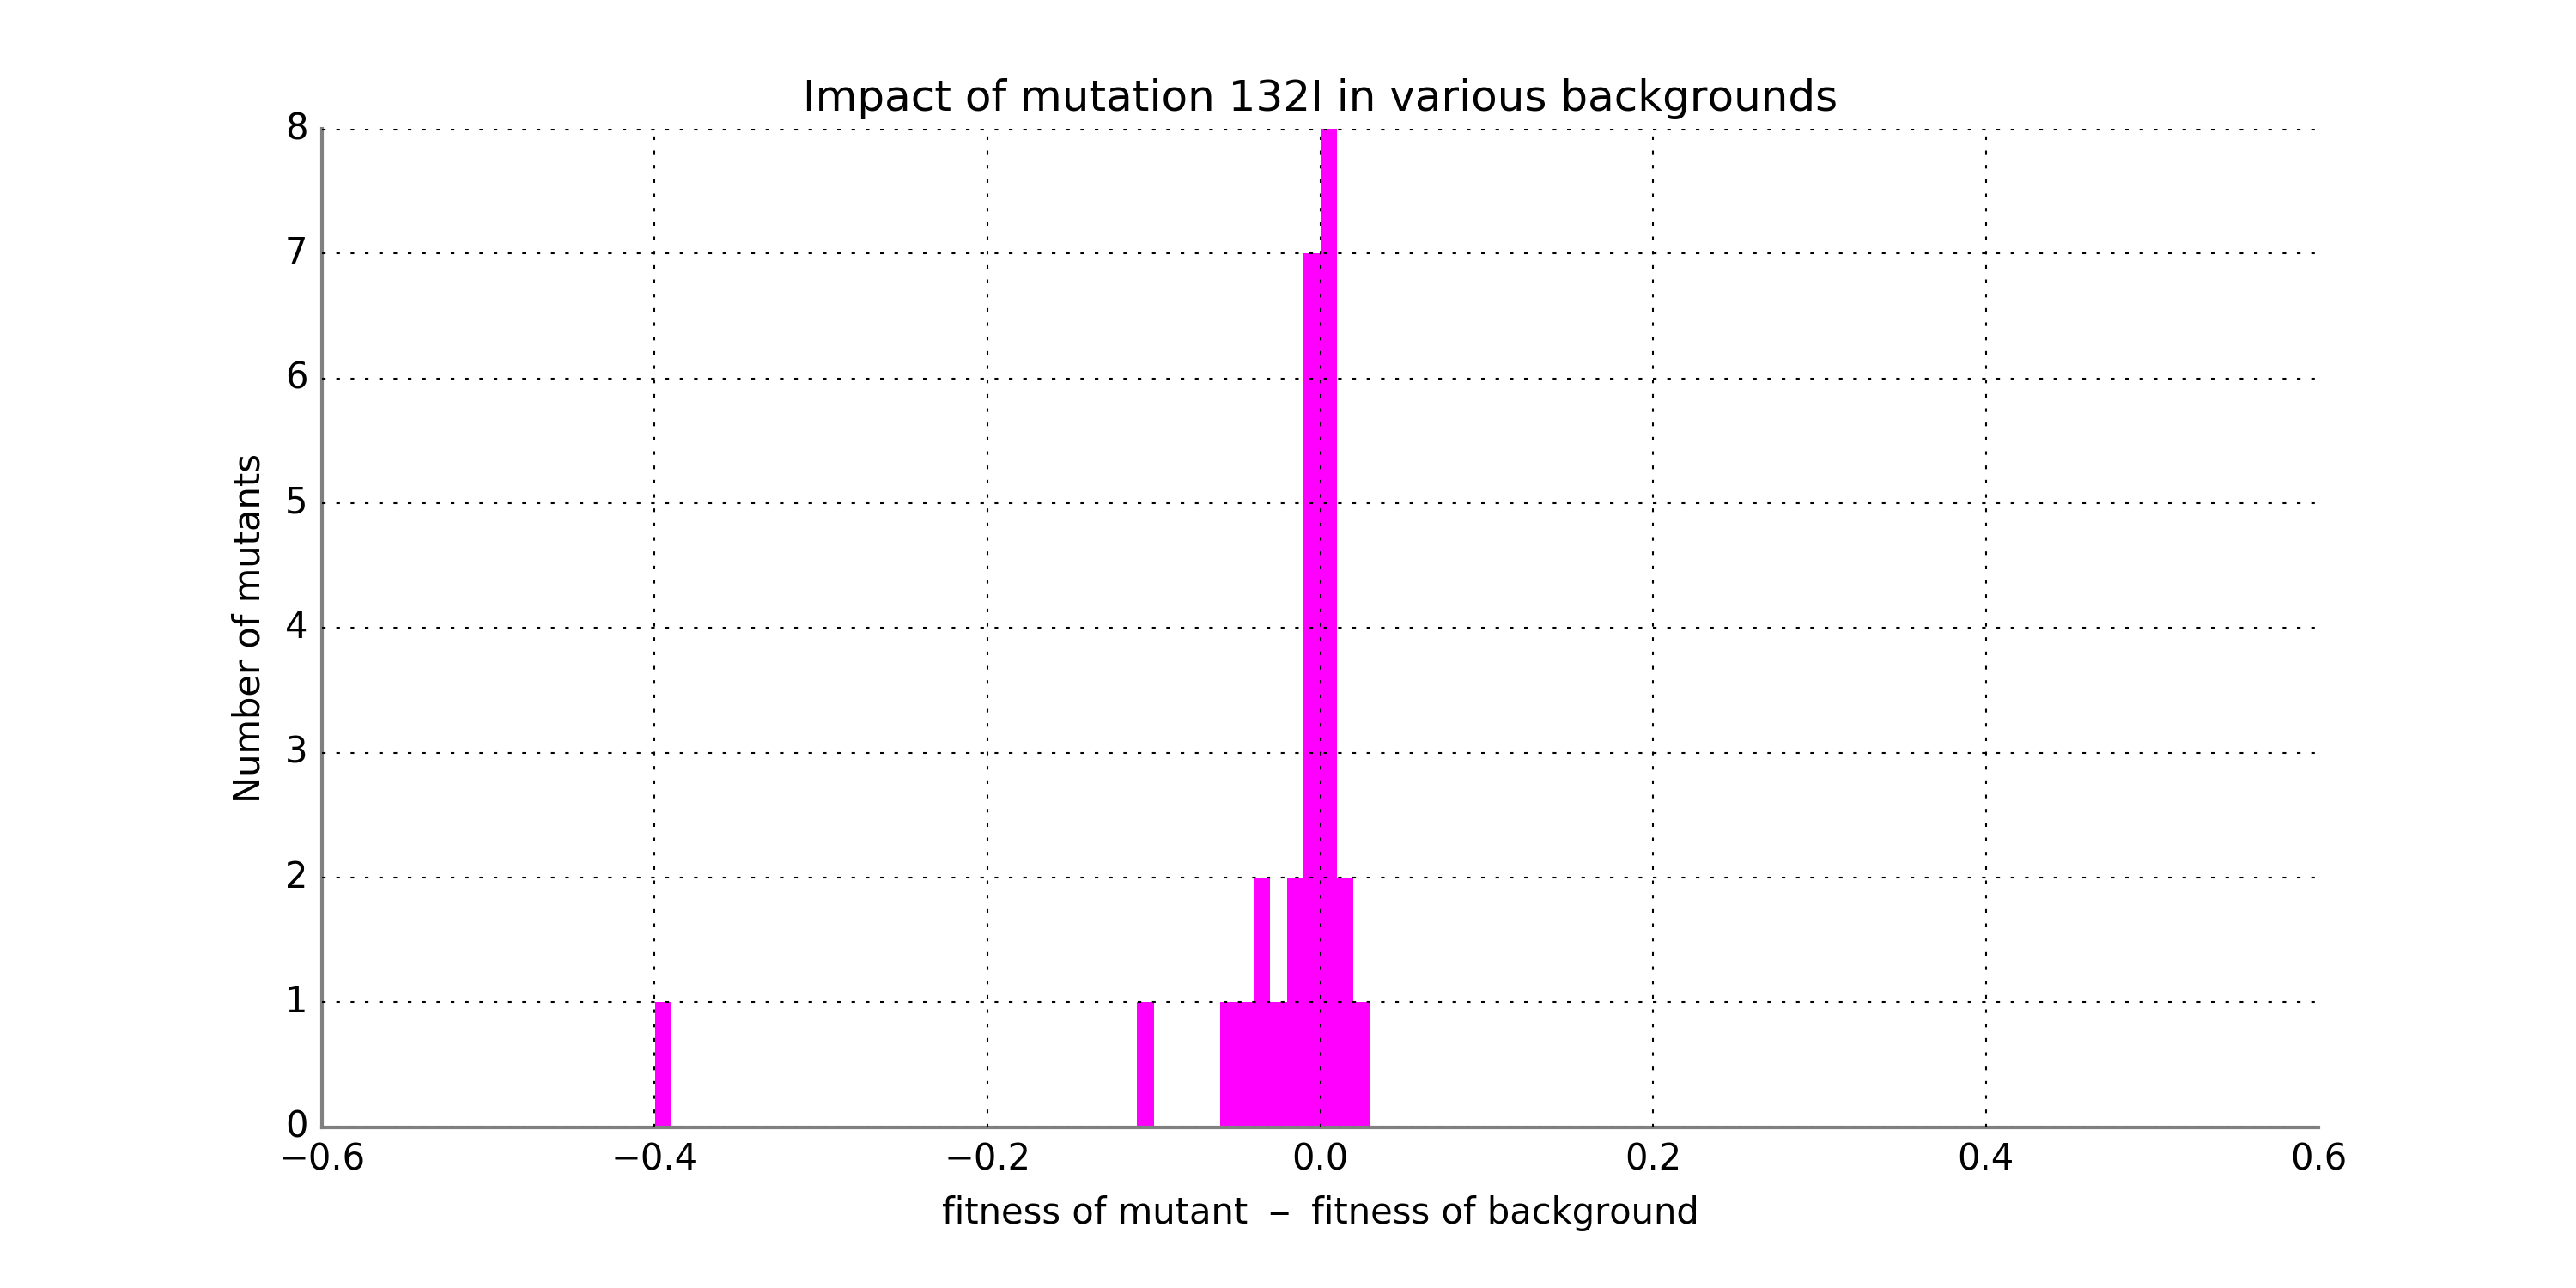 Impact of mutation 132I in various backgrounds
8
7
6
5
4
3
2
1
0
Number of mutants
−0.6 −0.4 −0.2 0.0 0.2 0.4 0.6
fitness of mutant − fitness of background